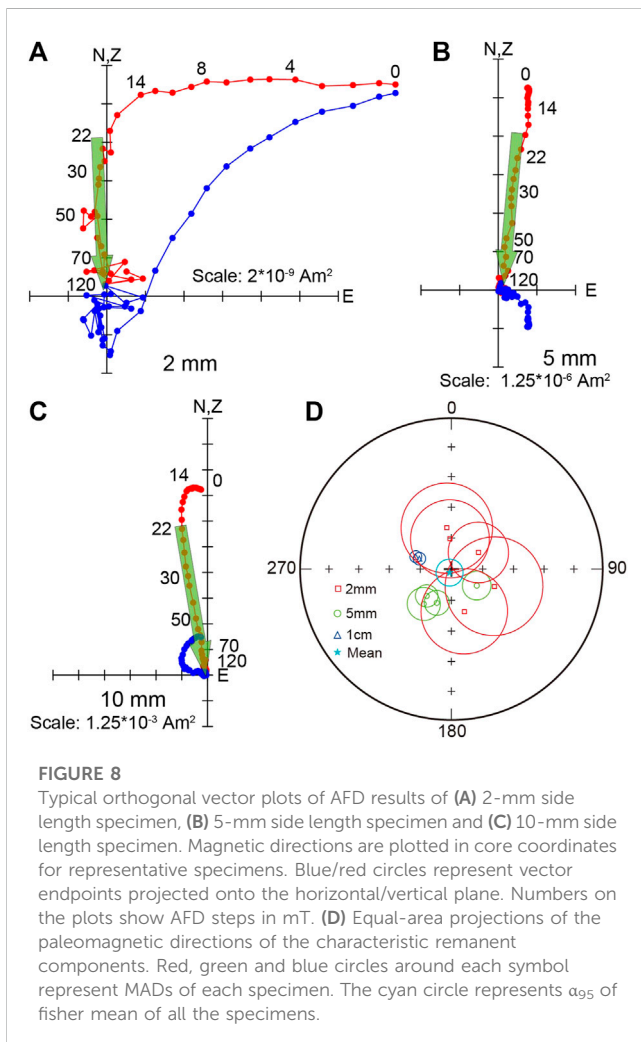 A
N,Z
14
8
4
0
22
30
50
70
120
Scale: 2*10⁻⁹ Am²
E
2 mm
B
N,Z
0
14
22
30
50
70
120
E
5 mm
Scale: 1.25*10⁻⁶ Am²
C
N,Z
14
0
22
30
50
70
120
E
10 mm
Scale: 1.25*10⁻³ Am²
D
0
270
90
2mm
5mm
1cm
Mean
180
FIGURE 8
Typical orthogonal vector plots of AFD results of (A) 2-mm side
length specimen, (B) 5-mm side length specimen and (C) 10-mm side
length specimen. Magnetic directions are plotted in core coordinates
for representative specimens. Blue/red circles represent vector
endpoints projected onto the horizontal/vertical plane. Numbers on
the plots show AFD steps in mT. (D) Equal-area projections of the
paleomagnetic directions of the characteristic remanent
components. Red, green and blue circles around each symbol
represent MADs of each specimen. The cyan circle represents α₉₅ of
fisher mean of all the specimens.